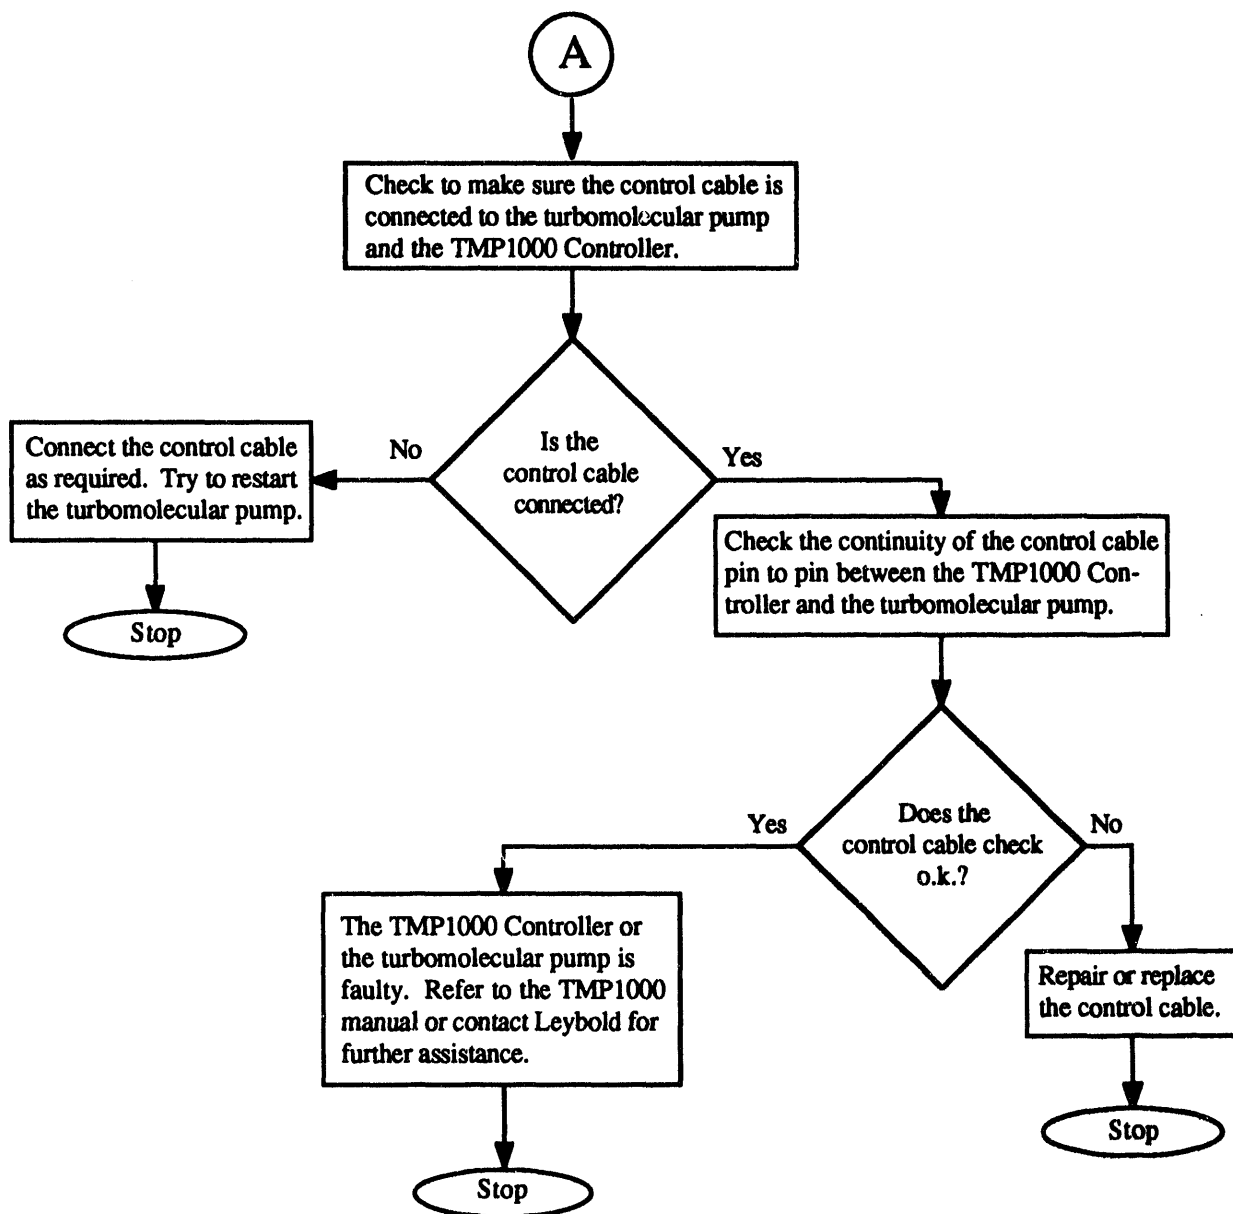 A
Check to make sure the control cable is
connected to the turbomolecular pump
and the TMP1000 Controller.
Is the
control cable
connected?
No
Yes
Connect the control cable
as required. Try to restart
the turbomolecular pump.
Stop
Check the continuity of the control cable
pin to pin between the TMP1000 Con-
troller and the turbomolecular pump.
Does the
control cable check
o.k.?
Yes
No
The TMP1000 Controller or
the turbomolecular pump is
faulty. Refer to the TMP1000
manual or contact Leybold for
further assistance.
Stop
Repair or replace
the control cable.
Stop